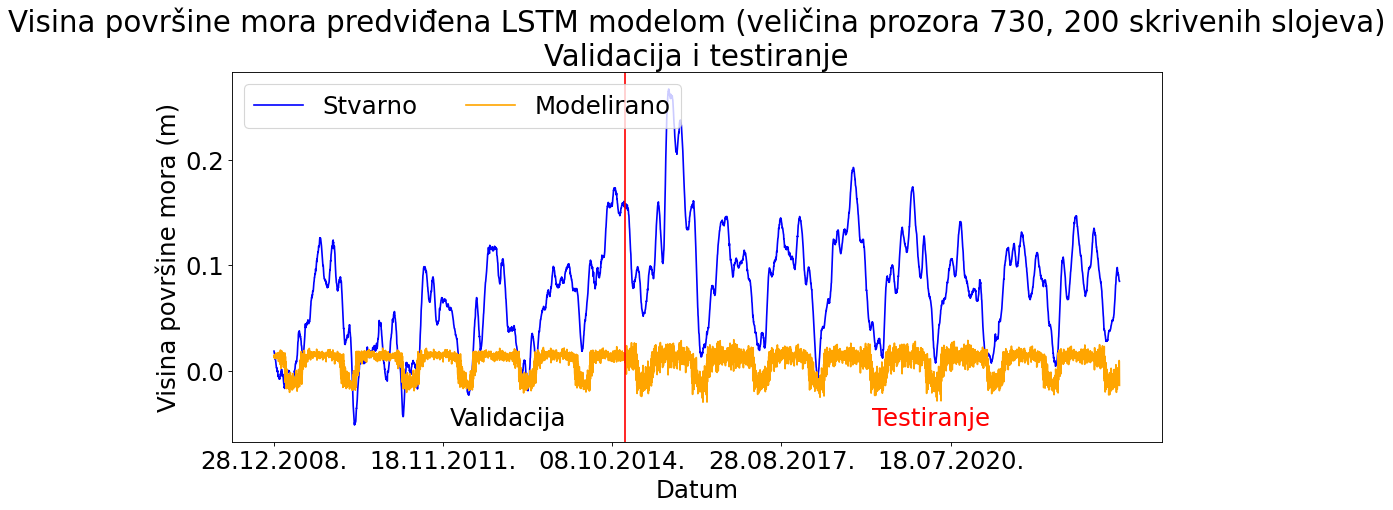 Visina površine mora predviđena LSTM modelom (veličina prozora 730, 200 skrivenih slojeva)
Validacija i testiranje
Stvarno
Modelirano
Visina površine mora (m)
0.2
0.1
0.0
Validacija
Testiranje
28.12.2008.
18.11.2011.
08.10.2014.
28.08.2017.
18.07.2020.
Datum